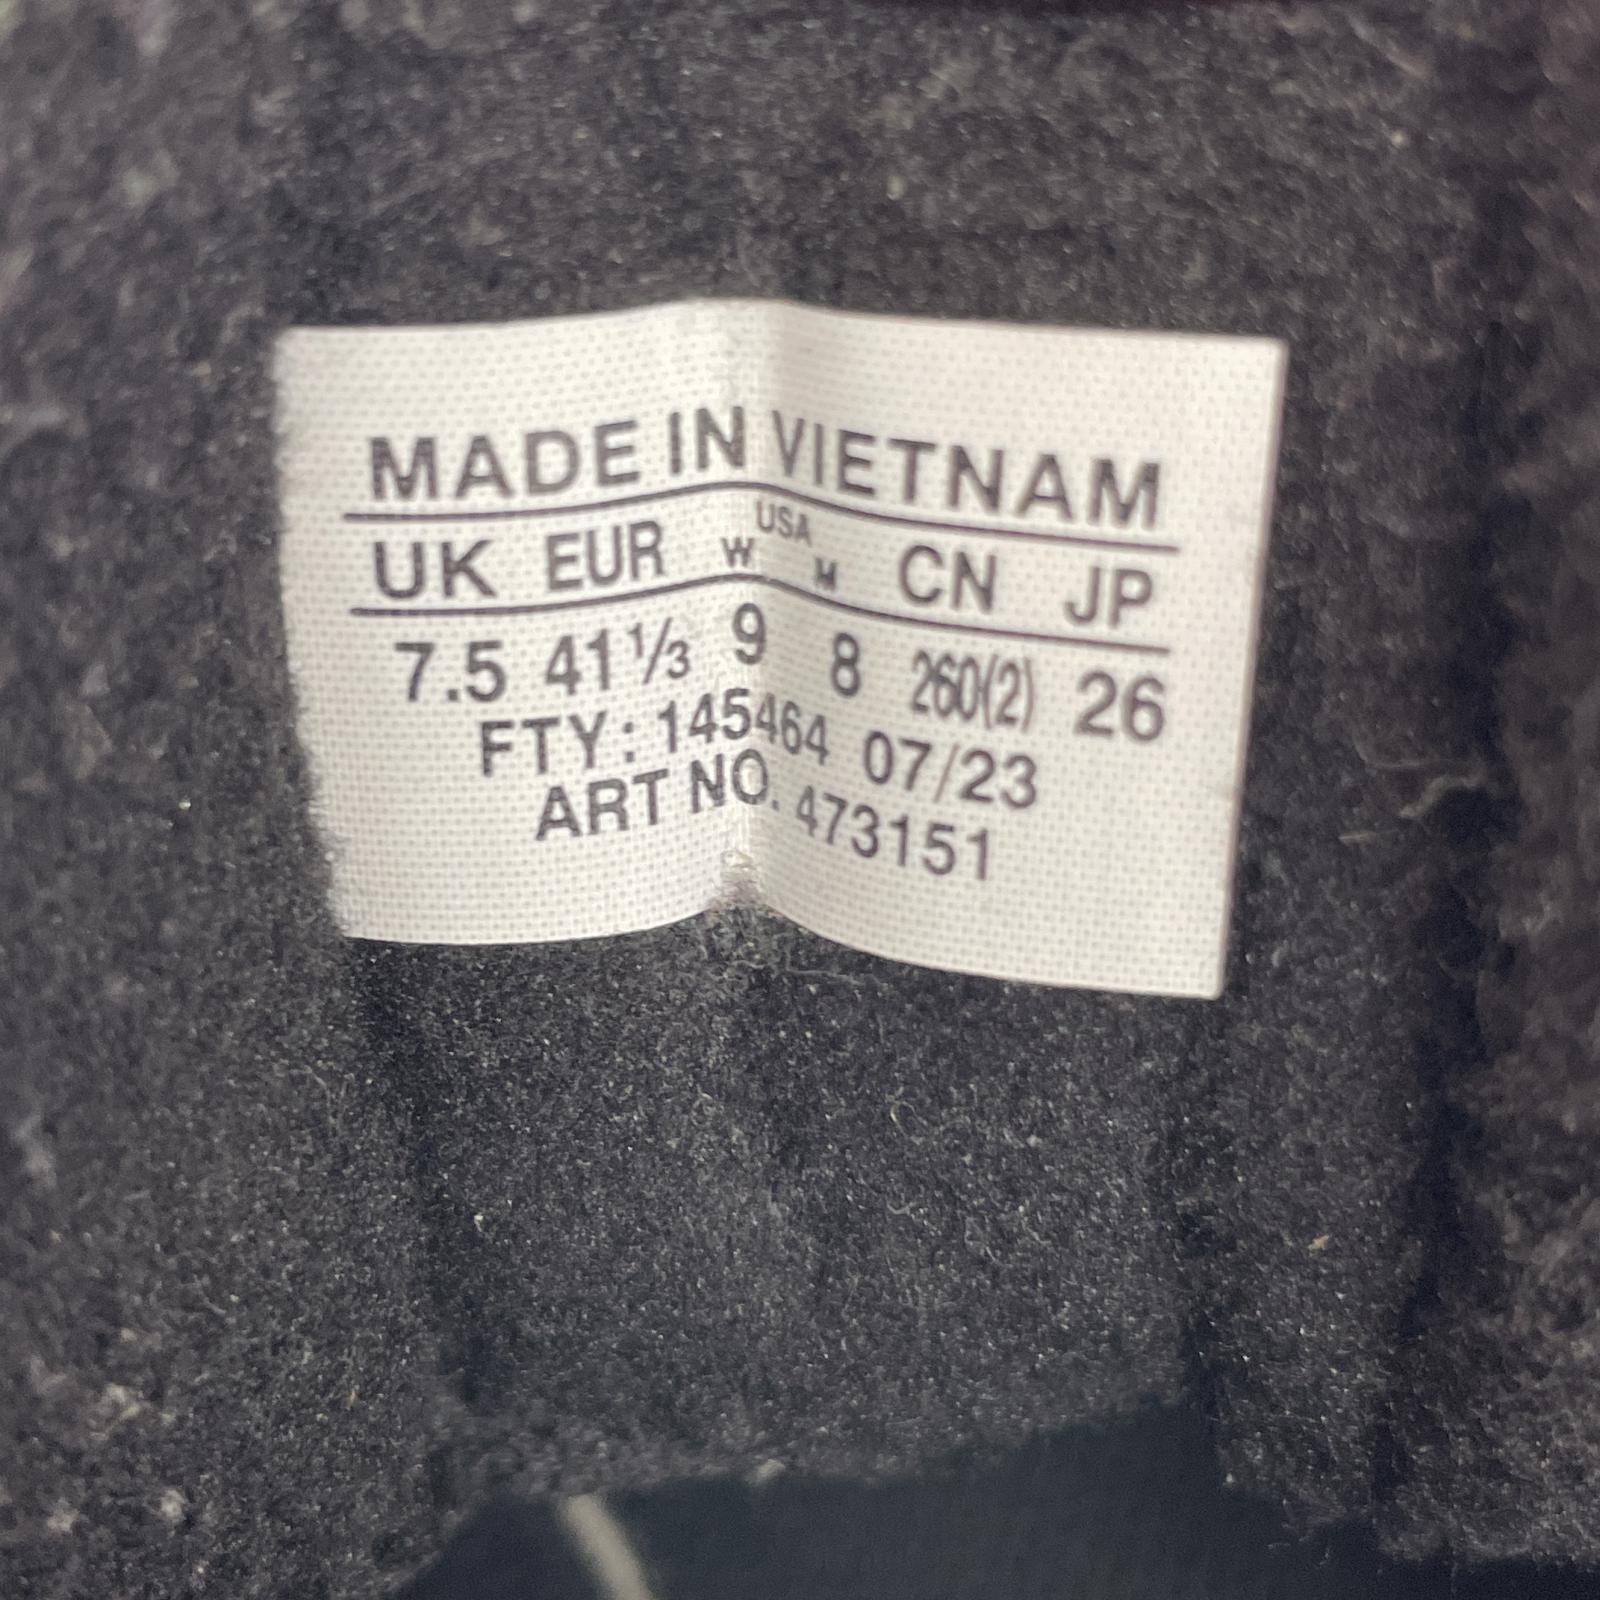 MADE IN VIETNAM
UK EUR W USA M CN JP
7.5 41⅓ 9 8 260(2) 26
FTY: 145464 07/23
ART NO. 473151